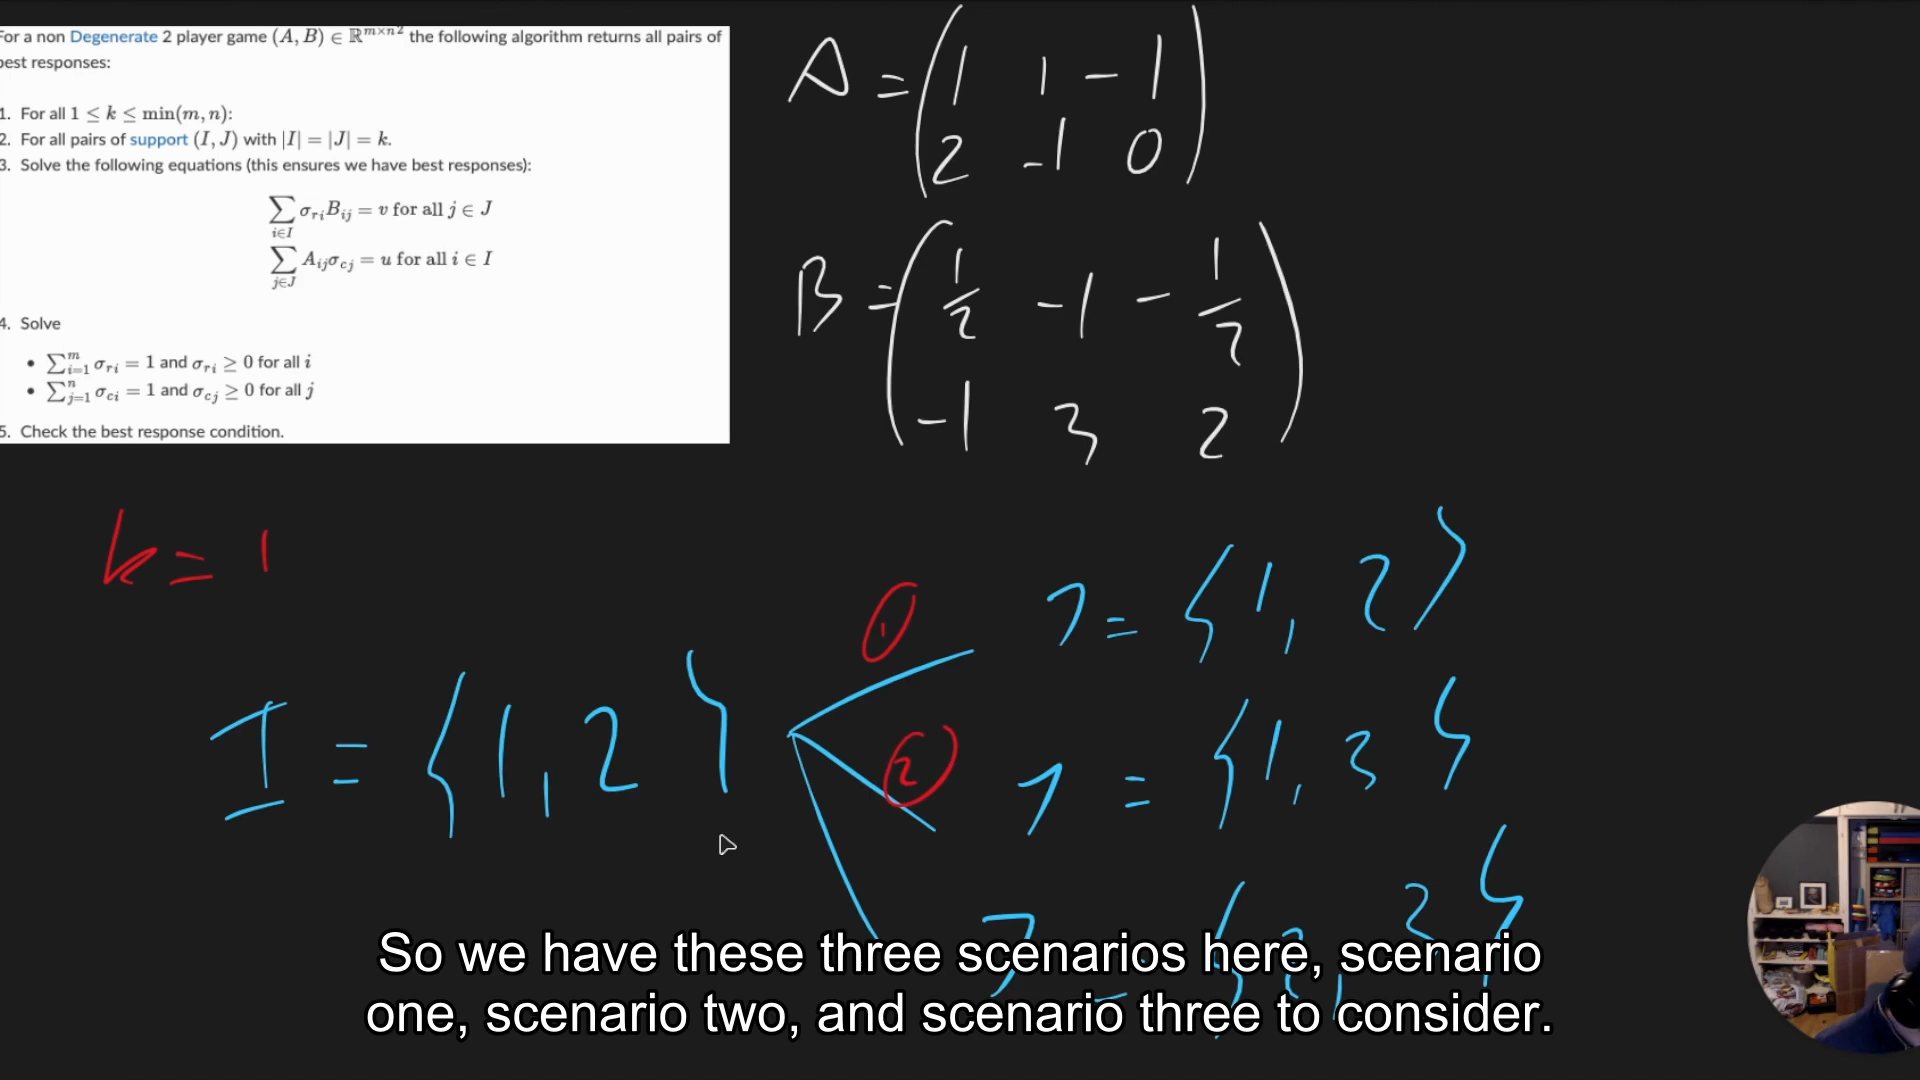 For a non Degenerate 2 player game (A, B) ∈ ℝ^{m×n^2} the following algorithm returns all pairs of
best responses:
1. For all 1 ≤ k ≤ min(m, n):
2. For all pairs of support (I, J) with |I| = |J| = k.
3. Solve the following equations (this ensures we have best responses):
∑_{i∈I} σ_{ri} B_{ij} = v for all j ∈ J
∑_{j∈J} A_{ij} σ_{cj} = u for all i ∈ I
4. Solve
• ∑_{i=1}^{m} σ_{ri} = 1 and σ_{ri} ≥ 0 for all i
• ∑_{j=1}^{n} σ_{ci} = 1 and σ_{cj} ≥ 0 for all j
5. Check the best response condition.
A = ( 1 1 -1
2 -1 0 )
B = ( 1/2 -1 -1/2
-1 3 2 )
k = 1
① J = {1, 2}
I = {1, 2}
② J = {1, 3}
J = {2, 3}
So we have these three scenarios here, scenario
one, scenario two, and scenario three to consider.